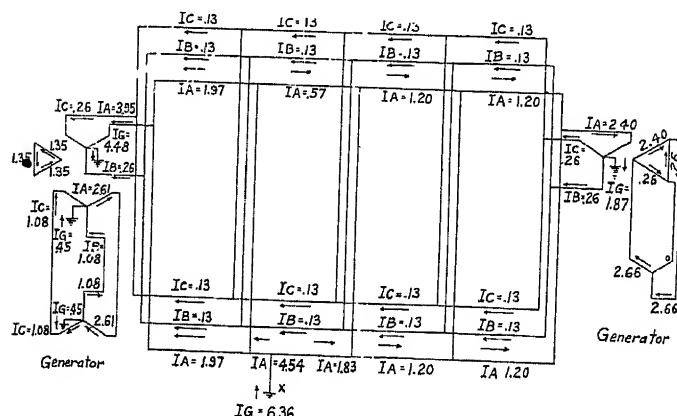 IC=.13 IC=.13 IC=.13 IC=.13
IB=.13 IB=.13 IB=.13 IB=.13
IA=1.97 IA=.57 IA=1.20 IA=1.20
IC=.26 IA=3.95
IG=
4.48
IB=.26
1.35
1.35
1.35
IA=2.61
IC=
1.08
IG=
.45
IB=
1.08
1.08
IG=.45
IC=1.08
2.61
Generator
IA=2.40
IC=
.26
IG=
1.87
IB=.26
2.40
.26
.26
2.66
2.66
Generator
IC=.13 IC=.13 IC=.13 IC=.13
IB=.13 IB=.13 IB=.13 IB=.13
IA=1.97 IA=4.54 IA=1.83 IA=1.20 IA 1.20
X
IG=6.36